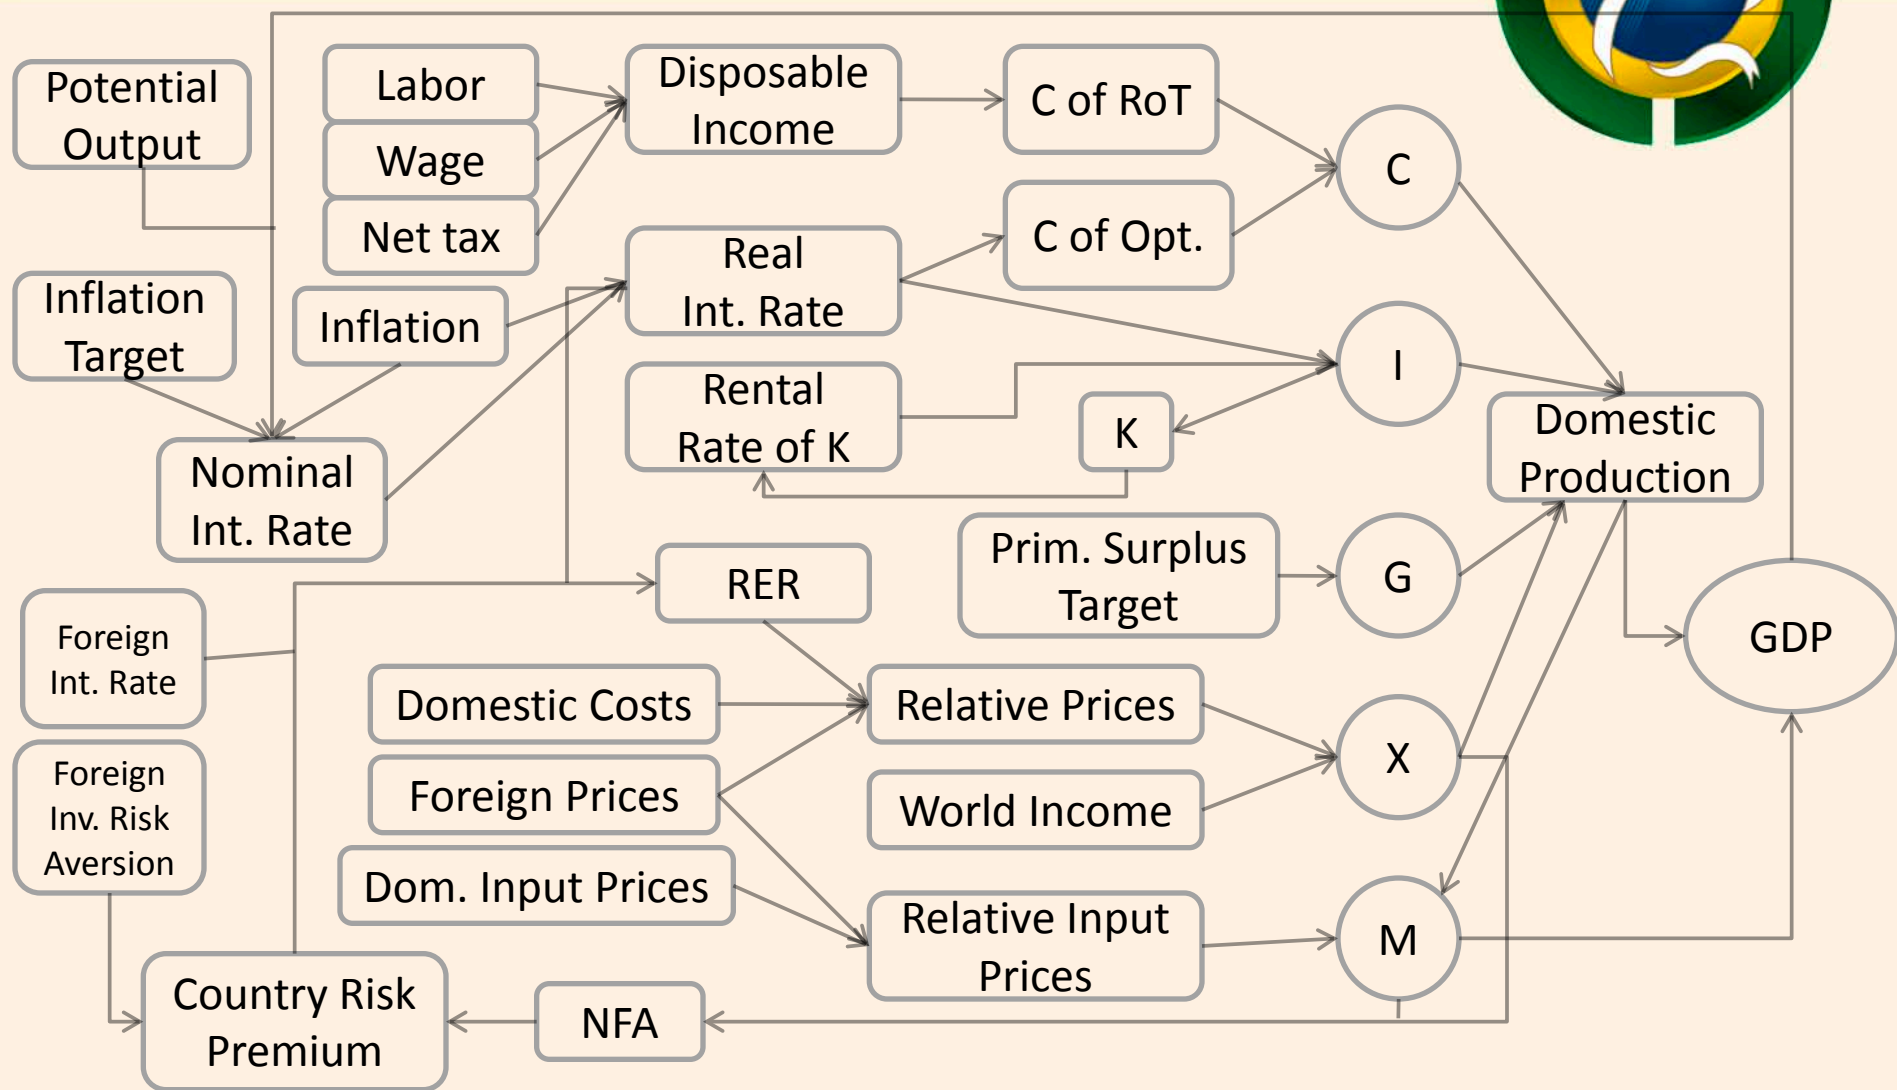 Potential
Output
Labor
Wage
Net tax
Disposable
Income
C of RoT
C of Opt.
C
Inflation
Target
Inflation
Real
Int. Rate
I
Rental
Rate of K
K
Domestic
Production
Nominal
Int. Rate
Prim. Surplus
Target
G
RER
GDP
Foreign
Int. Rate
Domestic Costs
Relative Prices
X
Foreign
Inv. Risk
Aversion
Foreign Prices
World Income
Dom. Input Prices
Relative Input
Prices
M
Country Risk
Premium
NFA